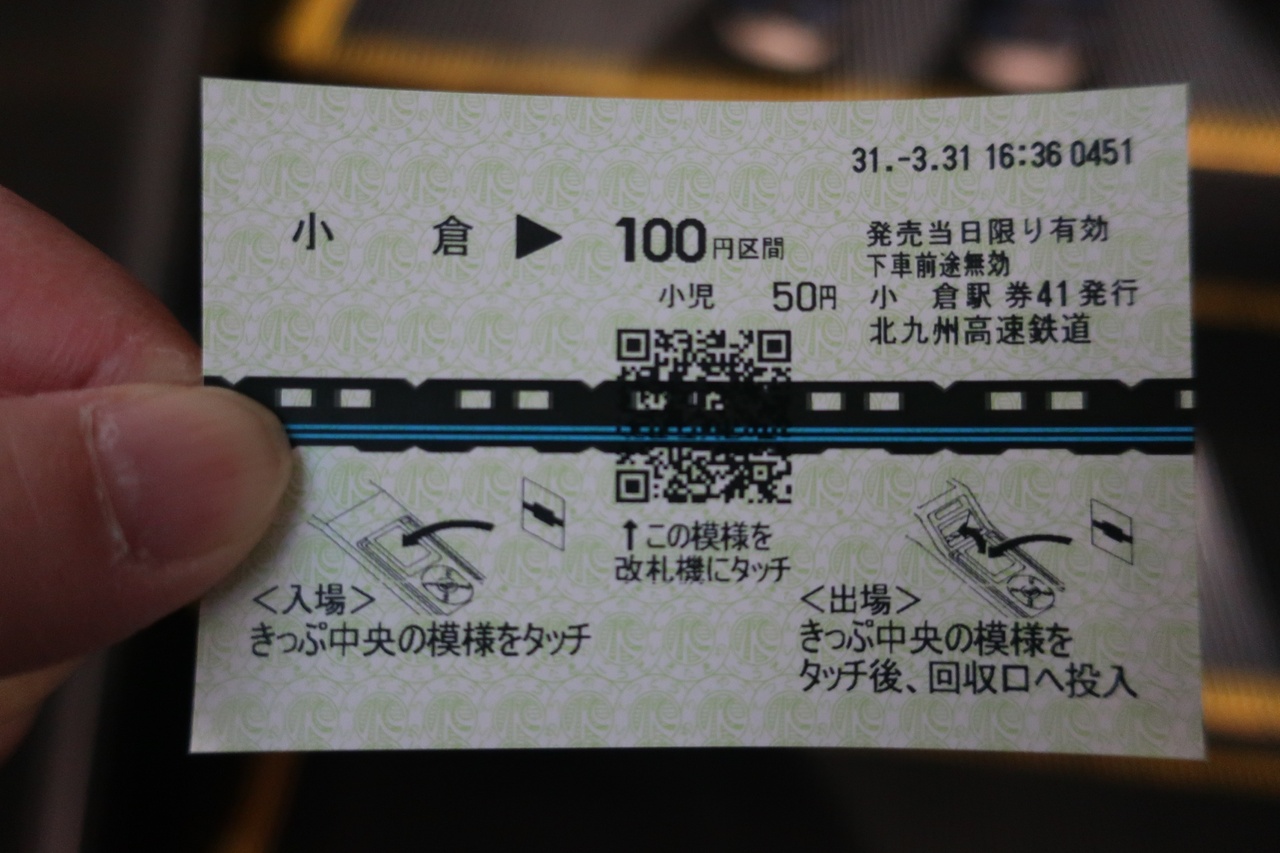 31.-3.31 16:36 0451
小 倉 ▶ 100円区間
小児 50円
発売当日限り有効
下車前途無効
小 倉駅 券41発行
北九州高速鉄道
↑この模様を
改札機にタッチ
<入場>
きっぷ中央の模様をタッチ
<出場>
きっぷ中央の模様を
タッチ後、回収口へ投入